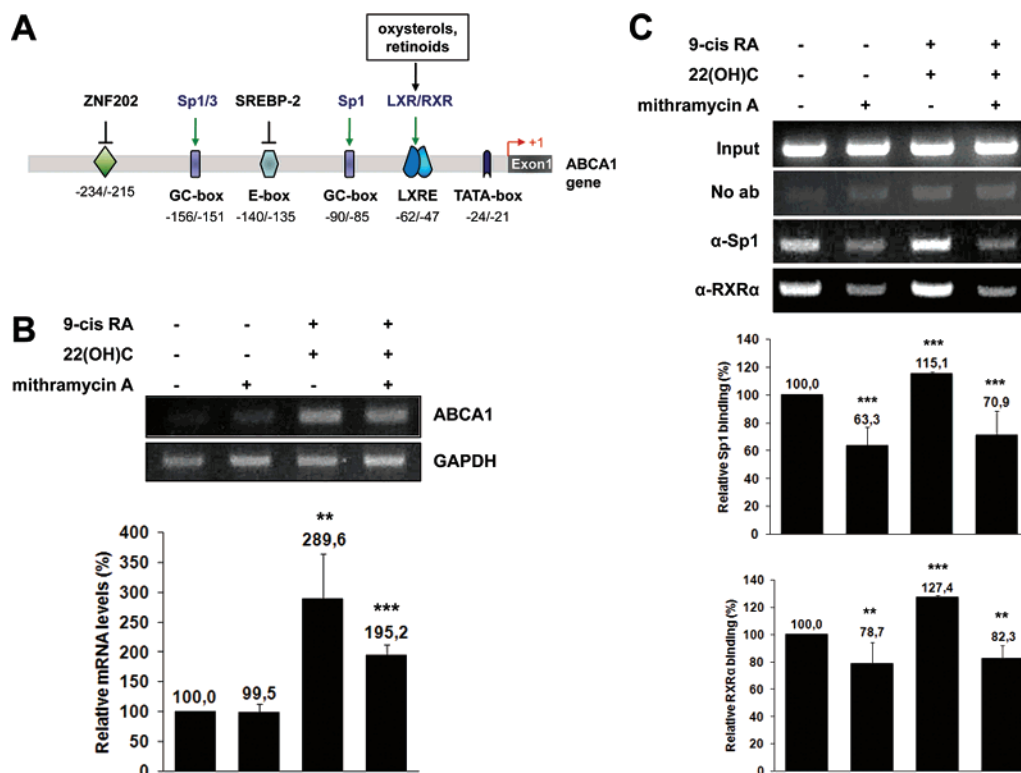 A
oxysterols,
retinoids
ZNF202 Sp1/3 SREBP-2 Sp1 LXR/RXR
+1
Exon1 ABCA1
gene
GC-box E-box GC-box LXRE TATA-box
-234/-215 -156/-151 -140/-135 -90/-85 -62/-47 -24/-21
B
9-cis RA - - + +
22(OH)C - - + +
mithramycin A - + - +
ABCA1
GAPDH
Relative mRNA levels (%)
400
350
300
250
200
150
100
50
0
100,0
99,5
**
289,6
***
195,2
C
9-cis RA - - + +
22(OH)C - - + +
mithramycin A - + - +
Input
No ab
α-Sp1
α-RXRα
Relative Sp1 binding (%)
140
120
100
80
60
40
20
0
100,0
***
63,3
***
115,1
***
70,9
Relative RXRα binding (%)
140
120
100
80
60
40
20
0
100,0
**
78,7
***
127,4
**
82,3